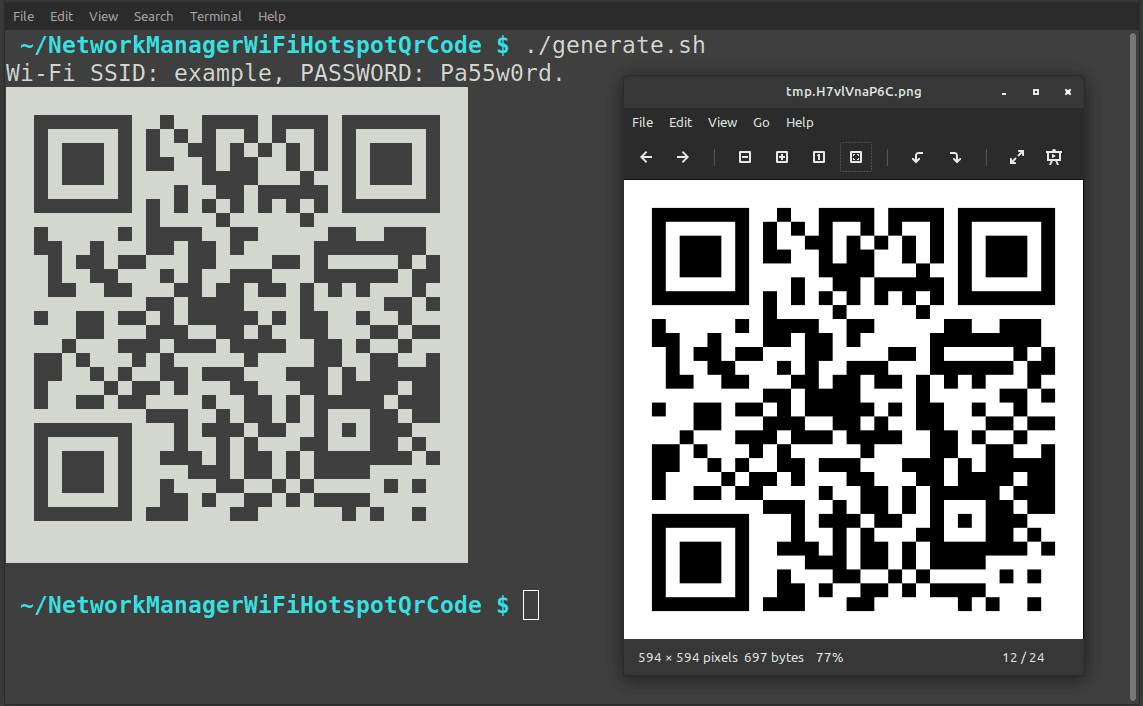 File Edit View Search Terminal Help
~/NetworkManagerWiFiHotspotQrCode $ ./generate.sh
Wi-Fi SSID: example, PASSWORD: Pa55w0rd.
tmp.H7vlVnaP6C.png
File Edit View Go Help
1
~/NetworkManagerWiFiHotspotQrCode $
594 × 594 pixels 697 bytes 77% 12 / 24